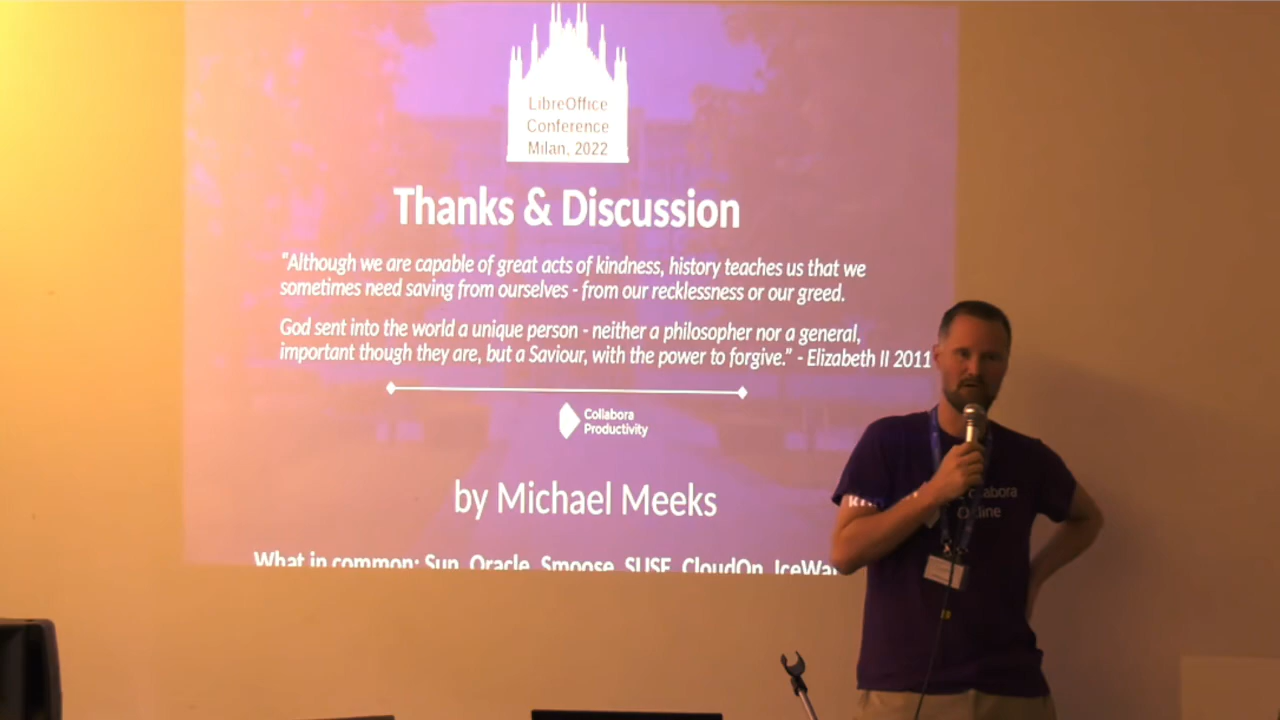 LibreOffice
Conference
Milan, 2022
Thanks & Discussion
“Although we are capable of great acts of kindness, history teaches us that we
sometimes need saving from ourselves - from our recklessness or our greed.
God sent into the world a unique person - neither a philosopher nor a general,
important though they are, but a Saviour, with the power to forgive.” - Elizabeth II 2011
Collabora
Productivity
by Michael Meeks
What in common: Sun, Oracle, Smoose, SUSE, CloudOn, IceWar